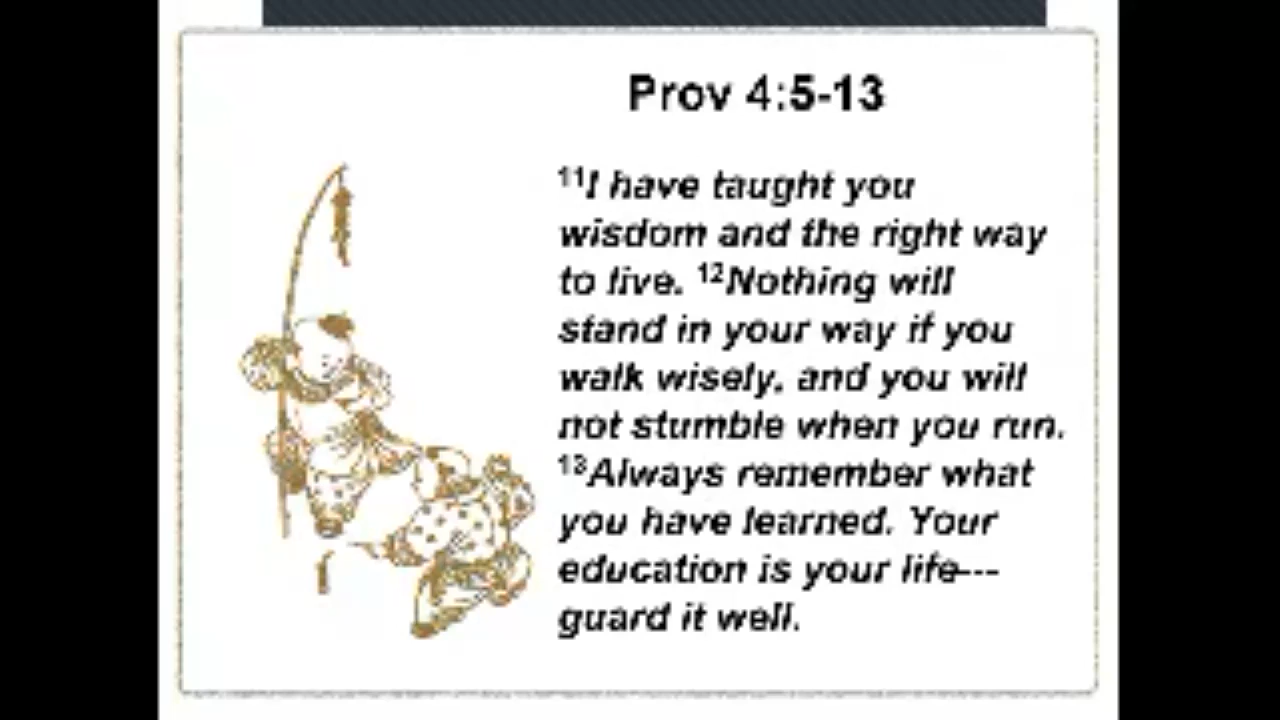 Prov 4:5-13
¹¹I have taught you
wisdom and the right way
to live. ¹²Nothing will
stand in your way if you
walk wisely, and you will
not stumble when you run.
¹³Always remember what
you have learned. Your
education is your life---
guard it well.